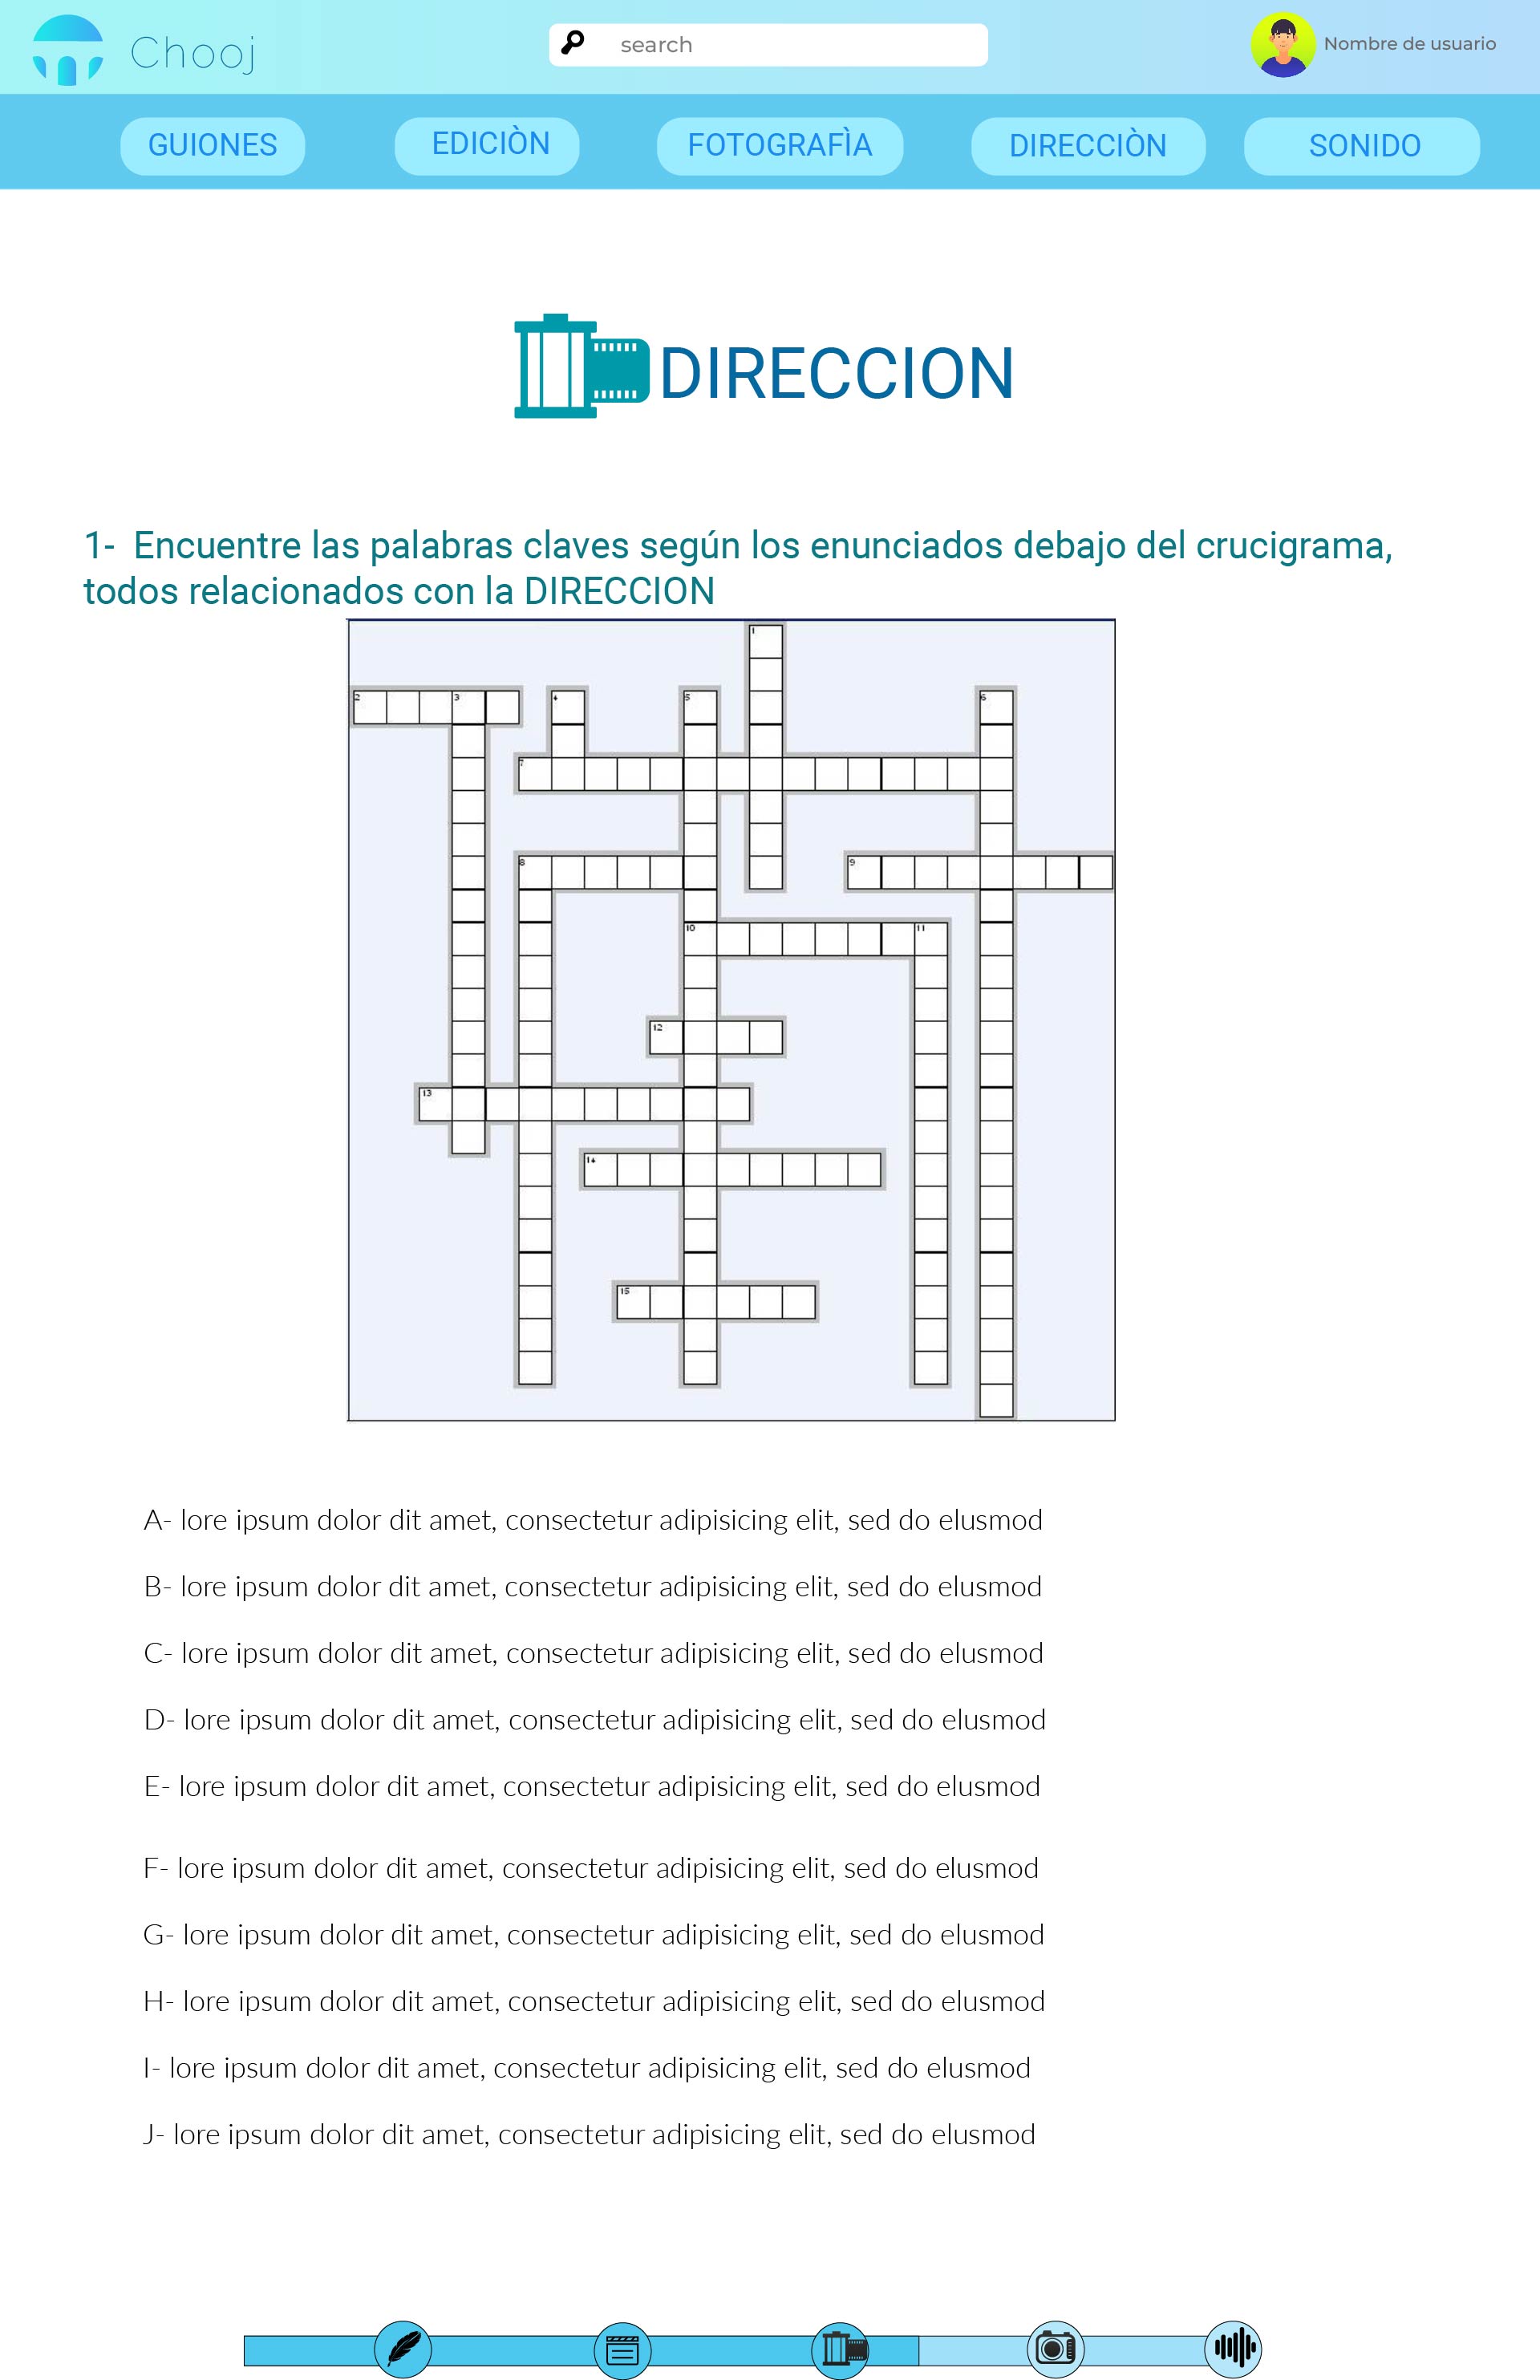 Chooj
search
Nombre de usuario
GUIONES
EDICIÒN
FOTOGRAFÌA
DIRECCIÒN
SONIDO
DIRECCION
1- Encuentre las palabras claves según los enunciados debajo del crucigrama,
todos relacionados con la DIRECCION
1
2
3
4
5
6
7
8
9
10
11
12
13
14
15
A- lore ipsum dolor dit amet, consectetur adipisicing elit, sed do elusmod
B- lore ipsum dolor dit amet, consectetur adipisicing elit, sed do elusmod
C- lore ipsum dolor dit amet, consectetur adipisicing elit, sed do elusmod
D- lore ipsum dolor dit amet, consectetur adipisicing elit, sed do elusmod
E- lore ipsum dolor dit amet, consectetur adipisicing elit, sed do elusmod
F- lore ipsum dolor dit amet, consectetur adipisicing elit, sed do elusmod
G- lore ipsum dolor dit amet, consectetur adipisicing elit, sed do elusmod
H- lore ipsum dolor dit amet, consectetur adipisicing elit, sed do elusmod
I- lore ipsum dolor dit amet, consectetur adipisicing elit, sed do elusmod
J- lore ipsum dolor dit amet, consectetur adipisicing elit, sed do elusmod